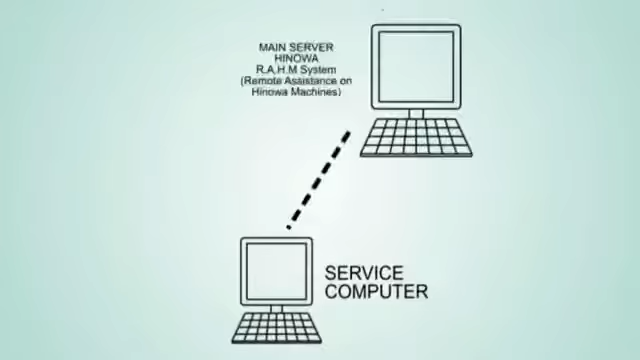 MAIN SERVER
HINOWA
R.A.H.M System
(Remote Assistance on
Hinowa Machines)
SERVICE
COMPUTER